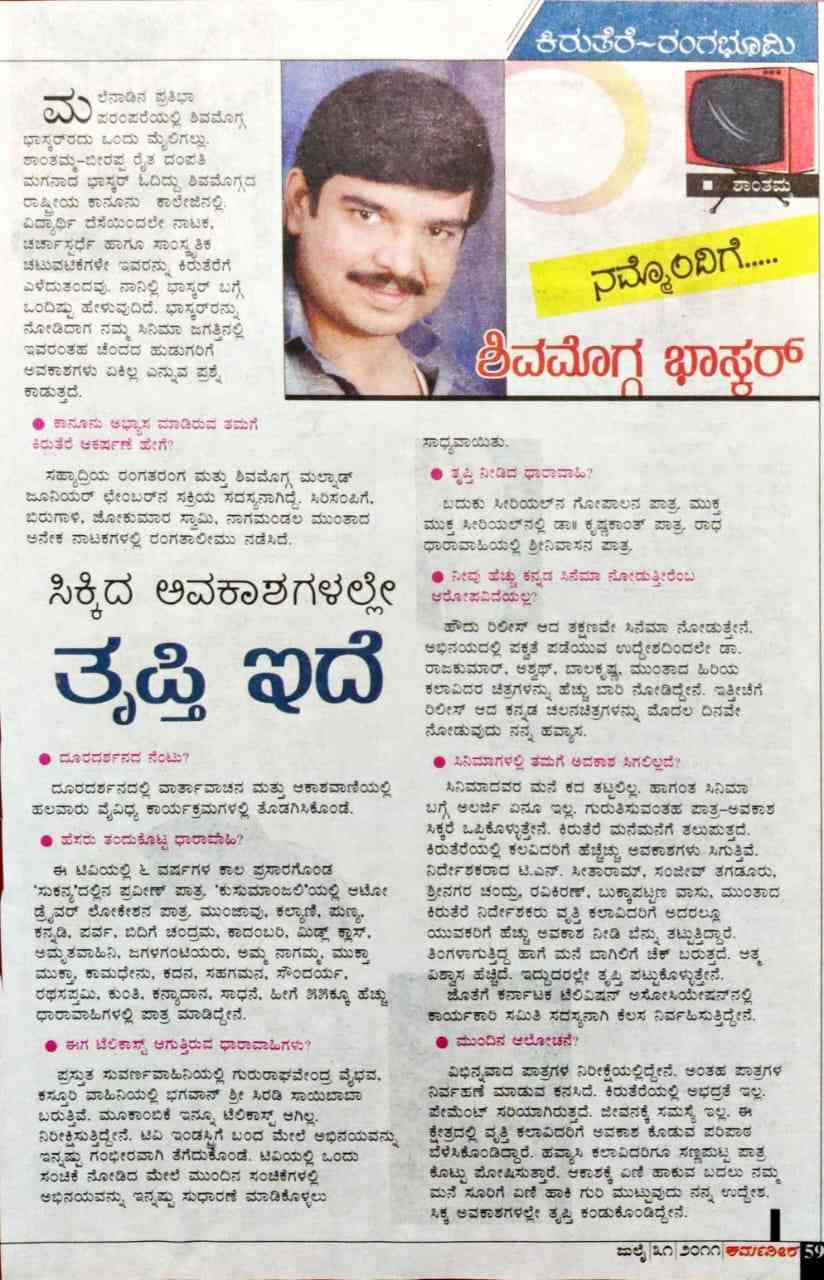 ಕಿರುತೆರೆ~ರಂಗಭೂಮಿ
■ ಶಾಂತಮ್ಮ
ನಮ್ಮೊಂದಿಗೆ.....
ಶಿವಮೊಗ್ಗ ಭಾಸ್ಕರ್
ಮಲೆನಾಡಿನ ಪ್ರತಿಭಾ
ಪರಂಪರೆಯಲ್ಲಿ ಶಿವಮೊಗ್ಗ
ಭಾಸ್ಕರ್‌ರದು ಒಂದು ಮೈಲಿಗಲ್ಲು.
ಶಾಂತಮ್ಮ-ಬೀರಪ್ಪ ರೈತ ದಂಪತಿ
ಮಗನಾದ ಭಾಸ್ಕರ್ ಓದಿದ್ದು ಶಿವಮೊಗ್ಗದ
ರಾಷ್ಟ್ರೀಯ ಕಾನೂನು ಕಾಲೇಜಿನಲ್ಲಿ.
ವಿದ್ಯಾರ್ಥಿ ದೆಸೆಯಿಂದಲೇ ನಾಟಕ,
ಚರ್ಚಾಸ್ಪರ್ಧೆ ಹಾಗೂ ಸಾಂಸ್ಕೃತಿಕ
ಚಟುವಟಿಕೆಗಳೇ ಇವರನ್ನು ಕಿರುತೆರೆಗೆ
ಎಳೆದುತಂದವು. ನಾನಿಲ್ಲಿ ಭಾಸ್ಕರ್ ಬಗ್ಗೆ
ಒಂದಿಷ್ಟು ಹೇಳುವುದಿದೆ. ಭಾಸ್ಕರ್‌ರನ್ನು
ನೋಡಿದಾಗ ನಮ್ಮ ಸಿನಿಮಾ ಜಗತ್ತಿನಲ್ಲಿ
ಇವರಂತಹ ಚೆಂದದ ಹುಡುಗರಿಗೆ
ಅವಕಾಶಗಳು ಏಕಿಲ್ಲ ಎನ್ನುವ ಪ್ರಶ್ನೆ
ಕಾಡುತ್ತದೆ.
● ಕಾನೂನು ಅಭ್ಯಾಸ ಮಾಡಿರುವ ತಮಗೆ
ಕಿರುತೆರೆ ಆಕರ್ಷಣೆ ಹೇಗೆ?
ಸಹ್ಯಾದ್ರಿಯ ರಂಗತರಂಗ ಮತ್ತು ಶಿವಮೊಗ್ಗ ಮಲ್ನಾಡ್
ಜೂನಿಯರ್ ಛೇಂಬರ್‌ನ ಸಕ್ರಿಯ ಸದಸ್ಯನಾಗಿದ್ದೆ. ಸಿರಿಸಂಪಿಗೆ,
ಬಿರುಗಾಳಿ, ಜೋಕುಮಾರ ಸ್ವಾಮಿ, ನಾಗಮಂಡಲ ಮುಂತಾದ
ಅನೇಕ ನಾಟಕಗಳಲ್ಲಿ ರಂಗತಾಲೀಮು ನಡೆಸಿದೆ.
ಸಿಕ್ಕಿದ ಅವಕಾಶಗಳಲ್ಲೇ
ತೃಪ್ತಿ ಇದೆ
● ದೂರದರ್ಶನದ ನಂಟು?
ದೂರದರ್ಶನದಲ್ಲಿ ವಾರ್ತಾವಾಚನ ಮತ್ತು ಆಕಾಶವಾಣಿಯಲ್ಲಿ
ಹಲವಾರು ವೈವಿಧ್ಯ ಕಾರ್ಯಕ್ರಮಗಳಲ್ಲಿ ತೊಡಗಿಸಿಕೊಂಡೆ.
● ಹೆಸರು ತಂದುಕೊಟ್ಟ ಧಾರಾವಾಹಿ?
ಈ ಟಿವಿಯಲ್ಲಿ ೬ ವರ್ಷಗಳ ಕಾಲ ಪ್ರಸಾರಗೊಂಡ
'ಸುಕನ್ಯ'ದಲ್ಲಿನ ಪ್ರವೀಣ್ ಪಾತ್ರ. 'ಕುಸುಮಾಂಜಲಿ'ಯಲ್ಲಿ ಆಟೋ
ಡ್ರೈವರ್ ಲೋಕೇಶನ ಪಾತ್ರ. ಮುಂಜಾವು, ಕಲ್ಯಾಣಿ, ಪುಣ್ಯ,
ಕನ್ನಡಿ, ಪರ್ವ, ಬಿದಿಗೆ ಚಂದ್ರಮ, ಕಾದಂಬರಿ, ಮಿಡ್ಲ್ ಕ್ಲಾಸ್,
ಅಮೃತವಾಹಿನಿ, ಜಗಳಗಂಟಿಯರು, ಅಮ್ಮ ನಾಗಮ್ಮ, ಮುಕ್ತಾ
ಮುಕ್ತಾ, ಕಾಮಧೇನು, ಕದನ, ಸಹಗಮನ, ಸೌಂದರ್ಯ,
ರಥಸಪ್ತಮಿ, ಕುಂತಿ, ಕನ್ಯಾದಾನ, ಸಾಧನೆ, ಹೀಗೆ ೫೫ಕ್ಕೂ ಹೆಚ್ಚು
ಧಾರಾವಾಹಿಗಳಲ್ಲಿ ಪಾತ್ರ ಮಾಡಿದ್ದೇನೆ.
● ಈಗ ಟೆಲಿಕಾಸ್ಟ್ ಆಗುತ್ತಿರುವ ಧಾರಾವಾಹಿಗಳು?
ಪ್ರಸ್ತುತ ಸುವರ್ಣವಾಹಿನಿಯಲ್ಲಿ ಗುರುರಾಘವೇಂದ್ರ ವೈಭವ,
ಕಸ್ತೂರಿ ವಾಹಿನಿಯಲ್ಲಿ ಭಗವಾನ್ ಶ್ರೀ ಸಿರಡಿ ಸಾಯಿಬಾಬಾ
ಬರುತ್ತಿವೆ. ಮೂಕಾಂಬಿಕೆ ಇನ್ನೂ ಟೆಲಿಕಾಸ್ಟ್ ಆಗಿಲ್ಲ.
ನಿರೀಕ್ಷಿಸುತ್ತಿದ್ದೇನೆ. ಟಿವಿ ಇಂಡಸ್ಟ್ರಿಗೆ ಬಂದ ಮೇಲೆ ಅಭಿನಯವನ್ನು
ಇನ್ನಷ್ಟು ಗಂಭೀರವಾಗಿ ತೆಗೆದುಕೊಂಡೆ. ಟಿವಿಯಲ್ಲಿ ಒಂದು
ಸಂಚಿಕೆ ನೋಡಿದ ಮೇಲೆ ಮುಂದಿನ ಸಂಚಿಕೆಗಳಲ್ಲಿ
ಅಭಿನಯವನ್ನು ಇನ್ನಷ್ಟು ಸುಧಾರಣೆ ಮಾಡಿಕೊಳ್ಳಲು
ಸಾಧ್ಯವಾಯಿತು.
● ತೃಪ್ತಿ ನೀಡಿದ ಧಾರಾವಾಹಿ?
ಬದುಕು ಸೀರಿಯಲ್‌ನ ಗೋಪಾಲನ ಪಾತ್ರ. ಮುಕ್ತ
ಮುಕ್ತ ಸೀರಿಯಲ್‌ನಲ್ಲಿ ಡಾ॥ ಕೃಷ್ಣಕಾಂತ್ ಪಾತ್ರ. ರಾಧ
ಧಾರಾವಾಹಿಯಲ್ಲಿ ಶ್ರೀನಿವಾಸನ ಪಾತ್ರ.
● ನೀವು ಹೆಚ್ಚು ಕನ್ನಡ ಸಿನೆಮಾ ನೋಡುತ್ತೀರೆಂಬ
ಆರೋಪವಿದೆಯಲ್ಲ?
ಹೌದು ರಿಲೀಸ್ ಆದ ತಕ್ಷಣವೇ ಸಿನೆಮಾ ನೋಡುತ್ತೇನೆ.
ಅಭಿನಯದಲ್ಲಿ ಪಕ್ವತೆ ಪಡೆಯುವ ಉದ್ದೇಶದಿಂದಲೇ ಡಾ.
ರಾಜಕುಮಾರ್, ಅಶ್ವಥ್, ಬಾಲಕೃಷ್ಣ, ಮುಂತಾದ ಹಿರಿಯ
ಕಲಾವಿದರ ಚಿತ್ರಗಳನ್ನು ಹೆಚ್ಚು ಬಾರಿ ನೋಡಿದ್ದೇನೆ. ಇತ್ತೀಚೆಗೆ
ರಿಲೀಸ್ ಆದ ಕನ್ನಡ ಚಲನಚಿತ್ರಗಳನ್ನು ಮೊದಲ ದಿನವೇ
ನೋಡುವುದು ನನ್ನ ಹವ್ಯಾಸ.
● ಸಿನಿಮಾಗಳಲ್ಲಿ ತಮಗೆ ಅವಕಾಶ ಸಿಗಲಿಲ್ಲವೆ?
ಸಿನಿಮಾದವರ ಮನೆ ಕದ ತಟ್ಟಲಿಲ್ಲ. ಹಾಗಂತ ಸಿನಿಮಾ
ಬಗ್ಗೆ ಅಲರ್ಜಿ ಏನೂ ಇಲ್ಲ. ಗುರುತಿಸುವಂತಹ ಪಾತ್ರ-ಅವಕಾಶ
ಸಿಕ್ಕರೆ ಒಪ್ಪಿಕೊಳ್ಳುತ್ತೇನೆ. ಕಿರುತೆರೆ ಮನೆಮನೆಗೆ ತಲುಪುತ್ತದೆ.
ಕಿರುತೆರೆಯಲ್ಲಿ ಕಲವಿದರಿಗೆ ಹೆಚ್ಚೆಚ್ಚು ಅವಕಾಶಗಳು ಸಿಗುತ್ತಿವೆ.
ನಿರ್ದೇಶಕರಾದ ಟಿ.ಎನ್. ಸೀತಾರಾಮ್, ಸಂಜೀವ್ ತಗಡೂರು,
ಶ್ರೀನಗರ ಚಂದ್ರು, ರವಿಕಿರಣ್, ಬುಕ್ಕಾಪಟ್ಟಣ ವಾಸು, ಮುಂತಾದ
ಕಿರುತೆರೆ ನಿರ್ದೇಶಕರು ವೃತ್ತಿ ಕಲಾವಿದರಿಗೆ ಅದರಲ್ಲೂ
ಯುವಕರಿಗೆ ಹೆಚ್ಚು ಅವಕಾಶ ನೀಡಿ ಬೆನ್ನು ತಟ್ಟುತ್ತಿದ್ದಾರೆ.
ತಿಂಗಳಾಗುತ್ತಿದ್ದ ಹಾಗೆ ಮನೆ ಬಾಗಿಲಿಗೆ ಚೆಕ್ ಬರುತ್ತದೆ. ಆತ್ಮ
ವಿಶ್ವಾಸ ಹೆಚ್ಚಿದೆ. ಇದ್ದುದರಲ್ಲೇ ತೃಪ್ತಿ ಪಟ್ಟುಕೊಳ್ಳುತ್ತೇನೆ.
ಜೊತೆಗೆ ಕರ್ನಾಟಕ ಟೆಲಿವಿಷನ್ ಅಸೋಸಿಯೇಷನ್‌ನಲ್ಲಿ
ಕಾರ್ಯಕಾರಿ ಸಮಿತಿ ಸದಸ್ಯನಾಗಿ ಕೆಲಸ ನಿರ್ವಹಿಸುತ್ತಿದ್ದೇನೆ.
● ಮುಂದಿನ ಆಲೋಚನೆ?
ವಿಭಿನ್ನವಾದ ಪಾತ್ರಗಳ ನಿರೀಕ್ಷೆಯಲ್ಲಿದ್ದೇನೆ. ಅಂತಹ ಪಾತ್ರಗಳ
ನಿರ್ವಹಣೆ ಮಾಡುವ ಕನಸಿದೆ. ಕಿರುತೆರೆಯಲ್ಲಿ ಅಭದ್ರತೆ ಇಲ್ಲ.
ಪೇಮೆಂಟ್ ಸರಿಯಾಗಿರುತ್ತದೆ. ಜೀವನಕ್ಕೆ ಸಮಸ್ಯೆ ಇಲ್ಲ. ಈ
ಕ್ಷೇತ್ರದಲ್ಲಿ ವೃತ್ತಿ ಕಲಾವಿದರಿಗೆ ಅವಕಾಶ ಕೊಡುವ ಪರಿಪಾಠ
ಬೆಳೆಸಿಕೊಂಡಿದ್ದಾರೆ. ಹವ್ಯಾಸಿ ಕಲಾವಿದರಿಗೂ ಸಣ್ಣಪುಟ್ಟ ಪಾತ್ರ
ಕೊಟ್ಟು ಪೋಷಿಸುತ್ತಾರೆ. ಆಕಾಶಕ್ಕೆ ಏಣಿ ಹಾಕುವ ಬದಲು ನಮ್ಮ
ಮನೆ ಸೂರಿಗೆ ಏಣಿ ಹಾಕಿ ಗುರಿ ಮುಟ್ಟುವುದು ನನ್ನ ಉದ್ದೇಶ.
ಸಿಕ್ಕ ಅವಕಾಶಗಳಲ್ಲೇ ತೃಪ್ತಿ ಕಂಡುಕೊಂಡಿದ್ದೇನೆ.
ಜುಲೈ|೩೧|೨೦೧೧ ಕರ್ಮವೀರ 59